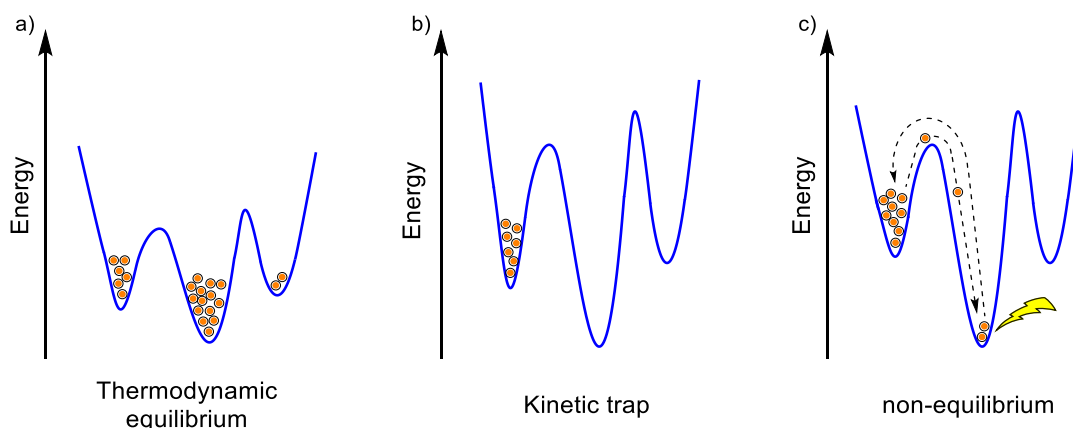 a)
Energy
Thermodynamic
equilibrium
b)
Energy
Kinetic trap
c)
Energy
non-equilibrium